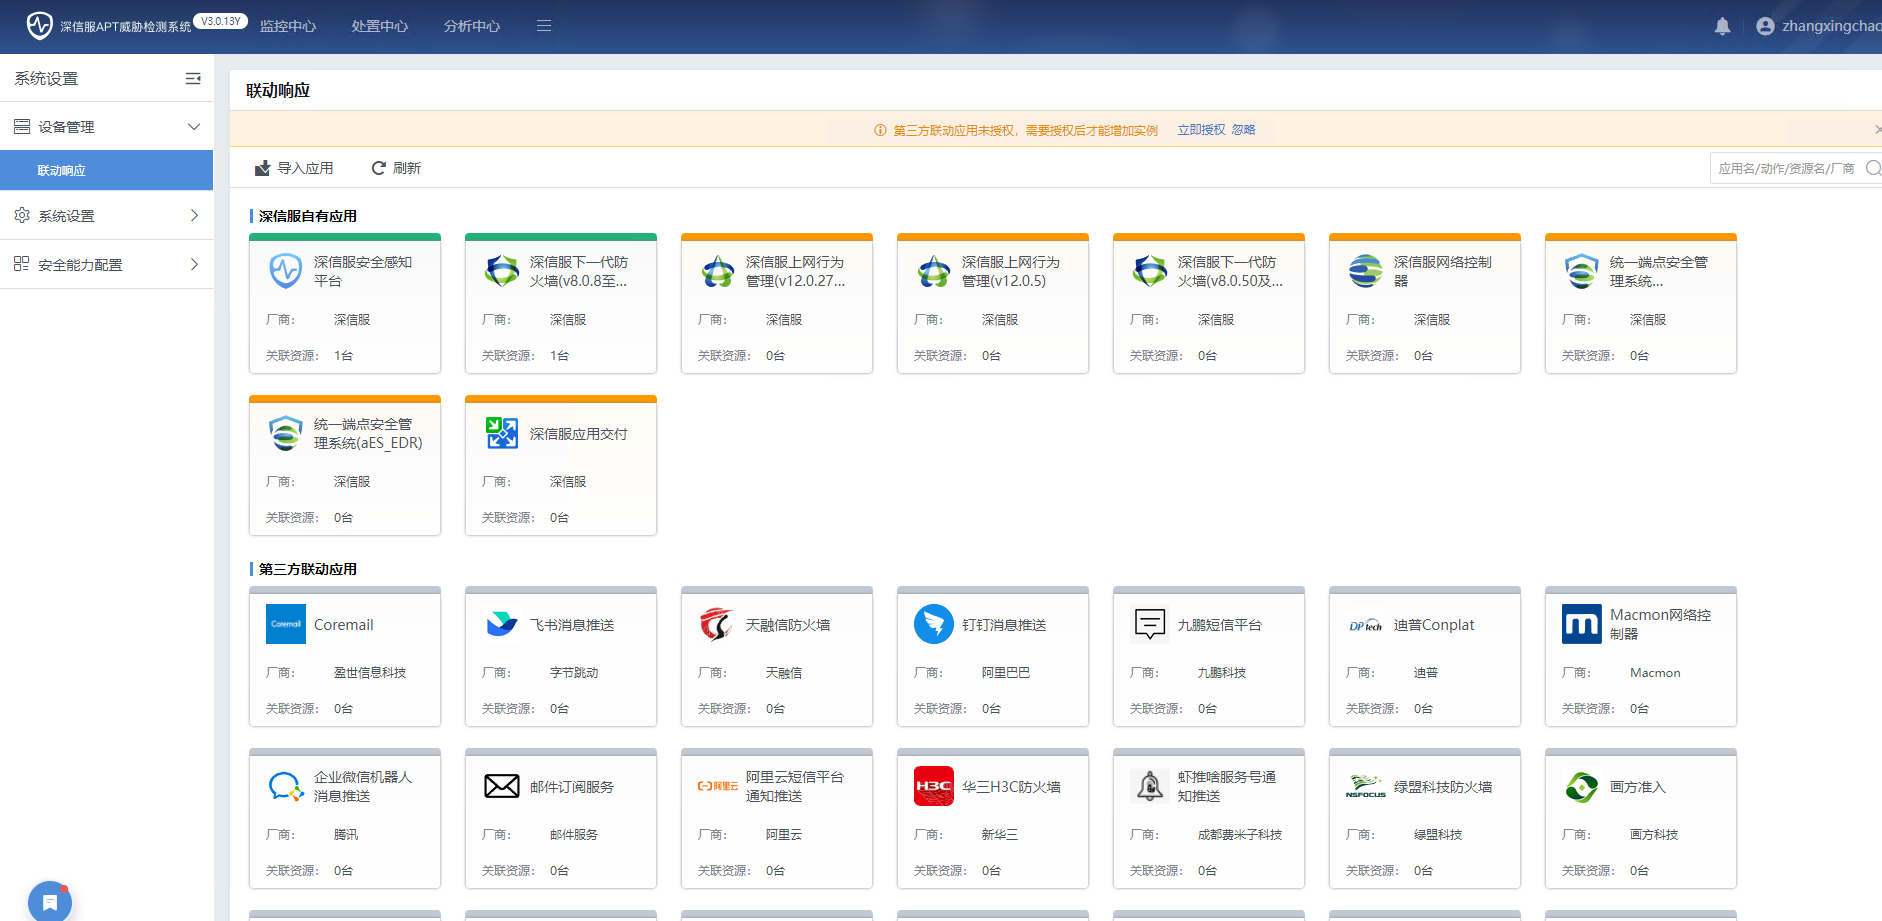 深信服APT威胁检测系统 V3.0.13Y 监控中心 处置中心 分析中心 zhangxingchao
系统设置
设备管理
联动响应
系统设置
安全能力配置
联动响应
第三方联动应用未授权，需要授权后才能增加实例 立即授权 忽略
导入应用 刷新 应用名/动作/资源名/厂商
深信服自有应用
深信服安全感知
平台
厂商： 深信服
关联资源： 1台
深信服下一代防
火墙(v8.0.8至...
厂商： 深信服
关联资源： 1台
深信服上网行为
管理(v12.0.27...
厂商： 深信服
关联资源： 0台
深信服上网行为
管理(v12.0.5)
厂商： 深信服
关联资源： 0台
深信服下一代防
火墙(v8.0.50及...
厂商： 深信服
关联资源： 0台
深信服网络控制
器
厂商： 深信服
关联资源： 0台
统一端点安全管
理系统...
厂商： 深信服
关联资源： 0台
统一端点安全管
理系统(aES_EDR)
厂商： 深信服
关联资源： 0台
深信服应用交付
厂商： 深信服
关联资源： 0台
第三方联动应用
Coremail Coremail
厂商： 盈世信息科技
关联资源： 0台
飞书消息推送
厂商： 字节跳动
关联资源： 0台
天融信防火墙
厂商： 天融信
关联资源： 0台
钉钉消息推送
厂商： 阿里巴巴
关联资源： 0台
九鹏短信平台
厂商： 九鹏科技
关联资源： 0台
DPtech 迪普Conplat
厂商： 迪普
关联资源： 0台
m Macmon网络控
制器
厂商： Macmon
关联资源： 0台
企业微信机器人
消息推送
厂商： 腾讯
关联资源： 0台
邮件订阅服务
厂商： 邮件服务
关联资源： 0台
阿里云 阿里云短信平台
通知推送
厂商： 阿里云
关联资源： 0台
H3C 华三H3C防火墙
厂商： 新华三
关联资源： 0台
虾推啥服务号通
知推送
厂商： 成都费米子科技
关联资源： 0台
NSFOCUS 绿盟科技防火墙
厂商： 绿盟科技
关联资源： 0台
画方准入
厂商： 画方科技
关联资源： 0台